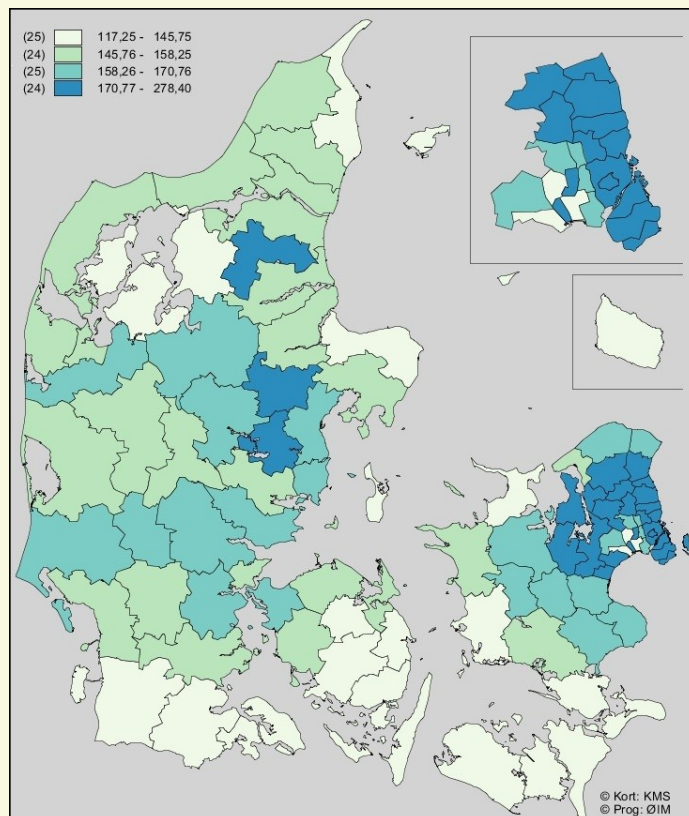 (25) 117,25 - 145,75
(24) 145,76 - 158,25
(25) 158,26 - 170,76
(24) 170,77 - 278,40
© Kort: KMS
© Prog: ØIM